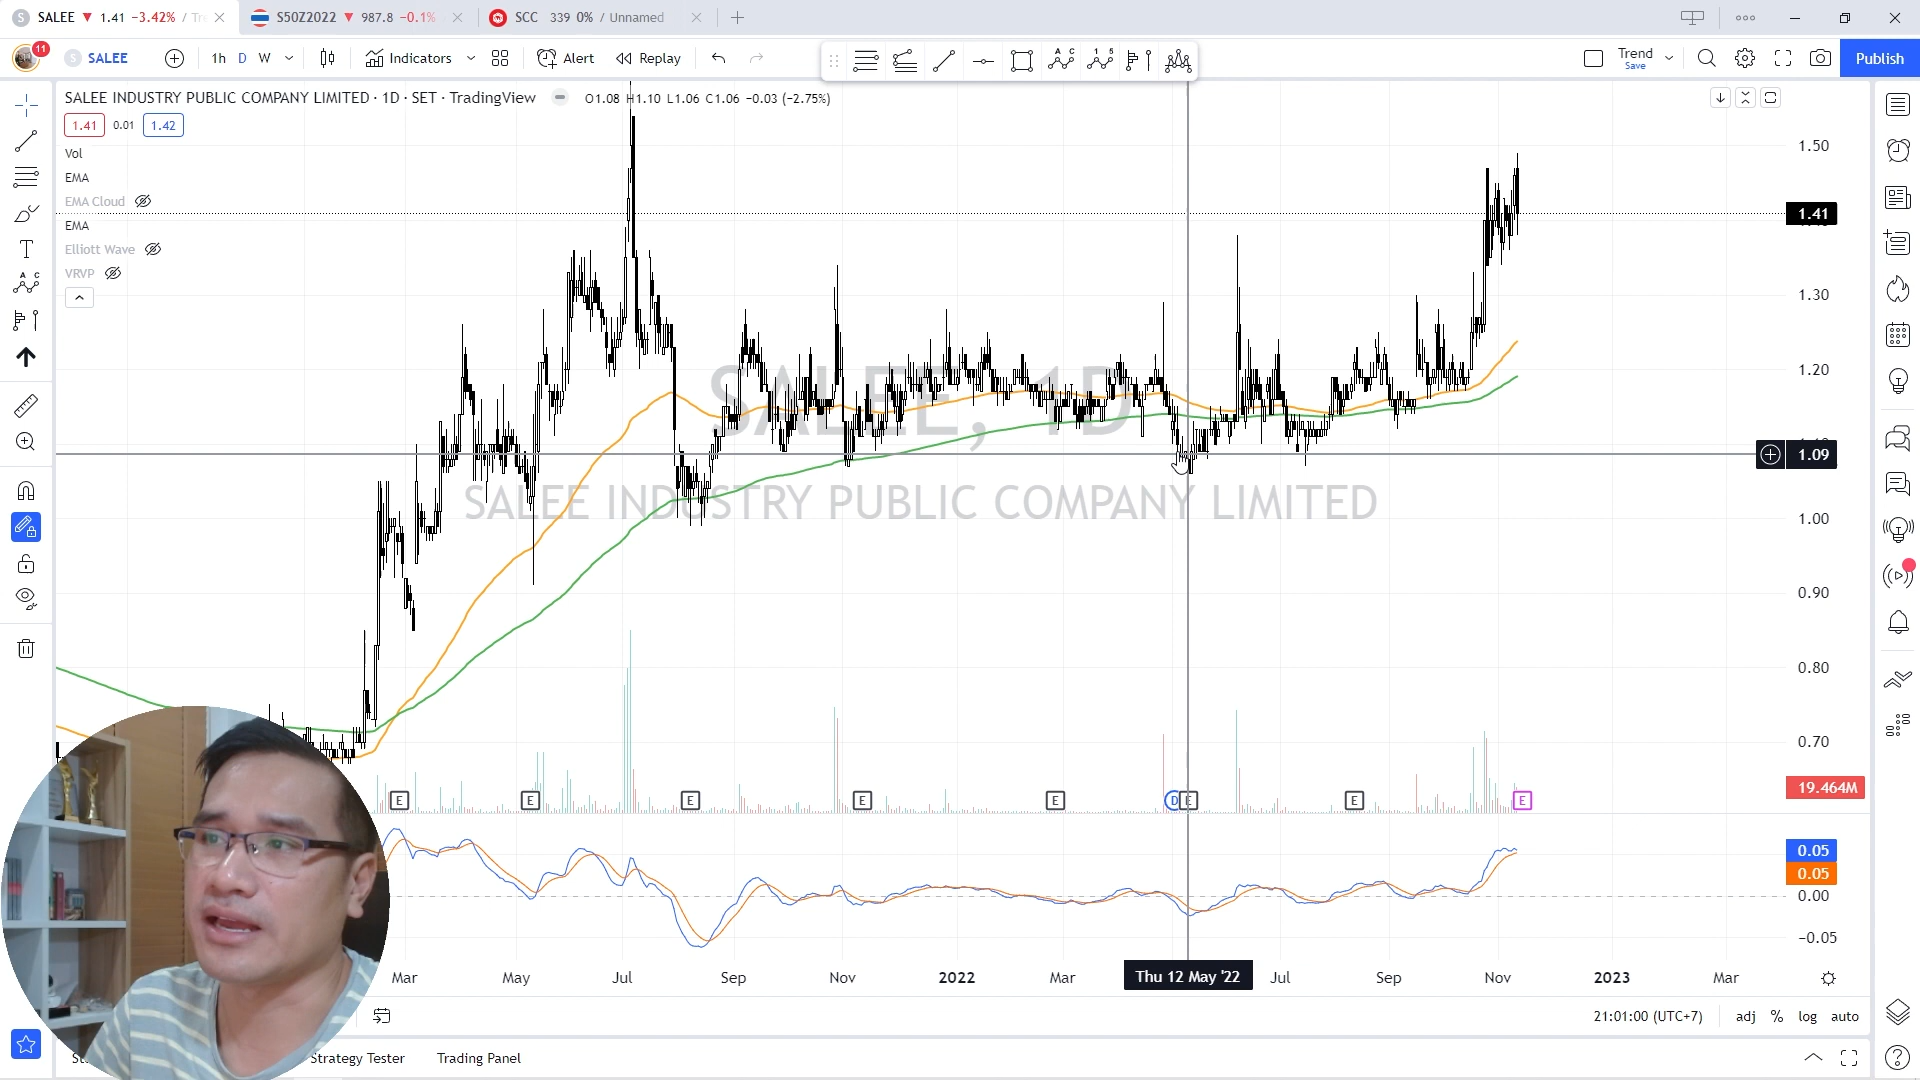 SALEE 1.41 −3.42% / Tr
S50Z2022 987.8 −0.1%
SCC 339 0% / Unnamed
11
SALEE
1h D W
Indicators
Alert
Replay
Trend
Save
Publish
SALEE INDUSTRY PUBLIC COMPANY LIMITED · 1D · SET · TradingView
O1.08 H1.10 L1.06 C1.06 −0.03 (−2.75%)
1.41 0.01 1.42
Vol
EMA
EMA Cloud
EMA
Elliott Wave
VRVP
SALEE, 1D
SALEE INDUSTRY PUBLIC COMPANY LIMITED
1.50
1.41
1.30
1.20
1.09
1.00
0.90
0.80
0.70
19.464M
0.05
0.05
0.00
−0.05
E E E E E D E E E
Mar May Jul Sep Nov 2022 Mar Thu 12 May '22 Jul Sep Nov 2023 Mar
21:01:00 (UTC+7) adj % log auto
Strategy Tester Trading Panel